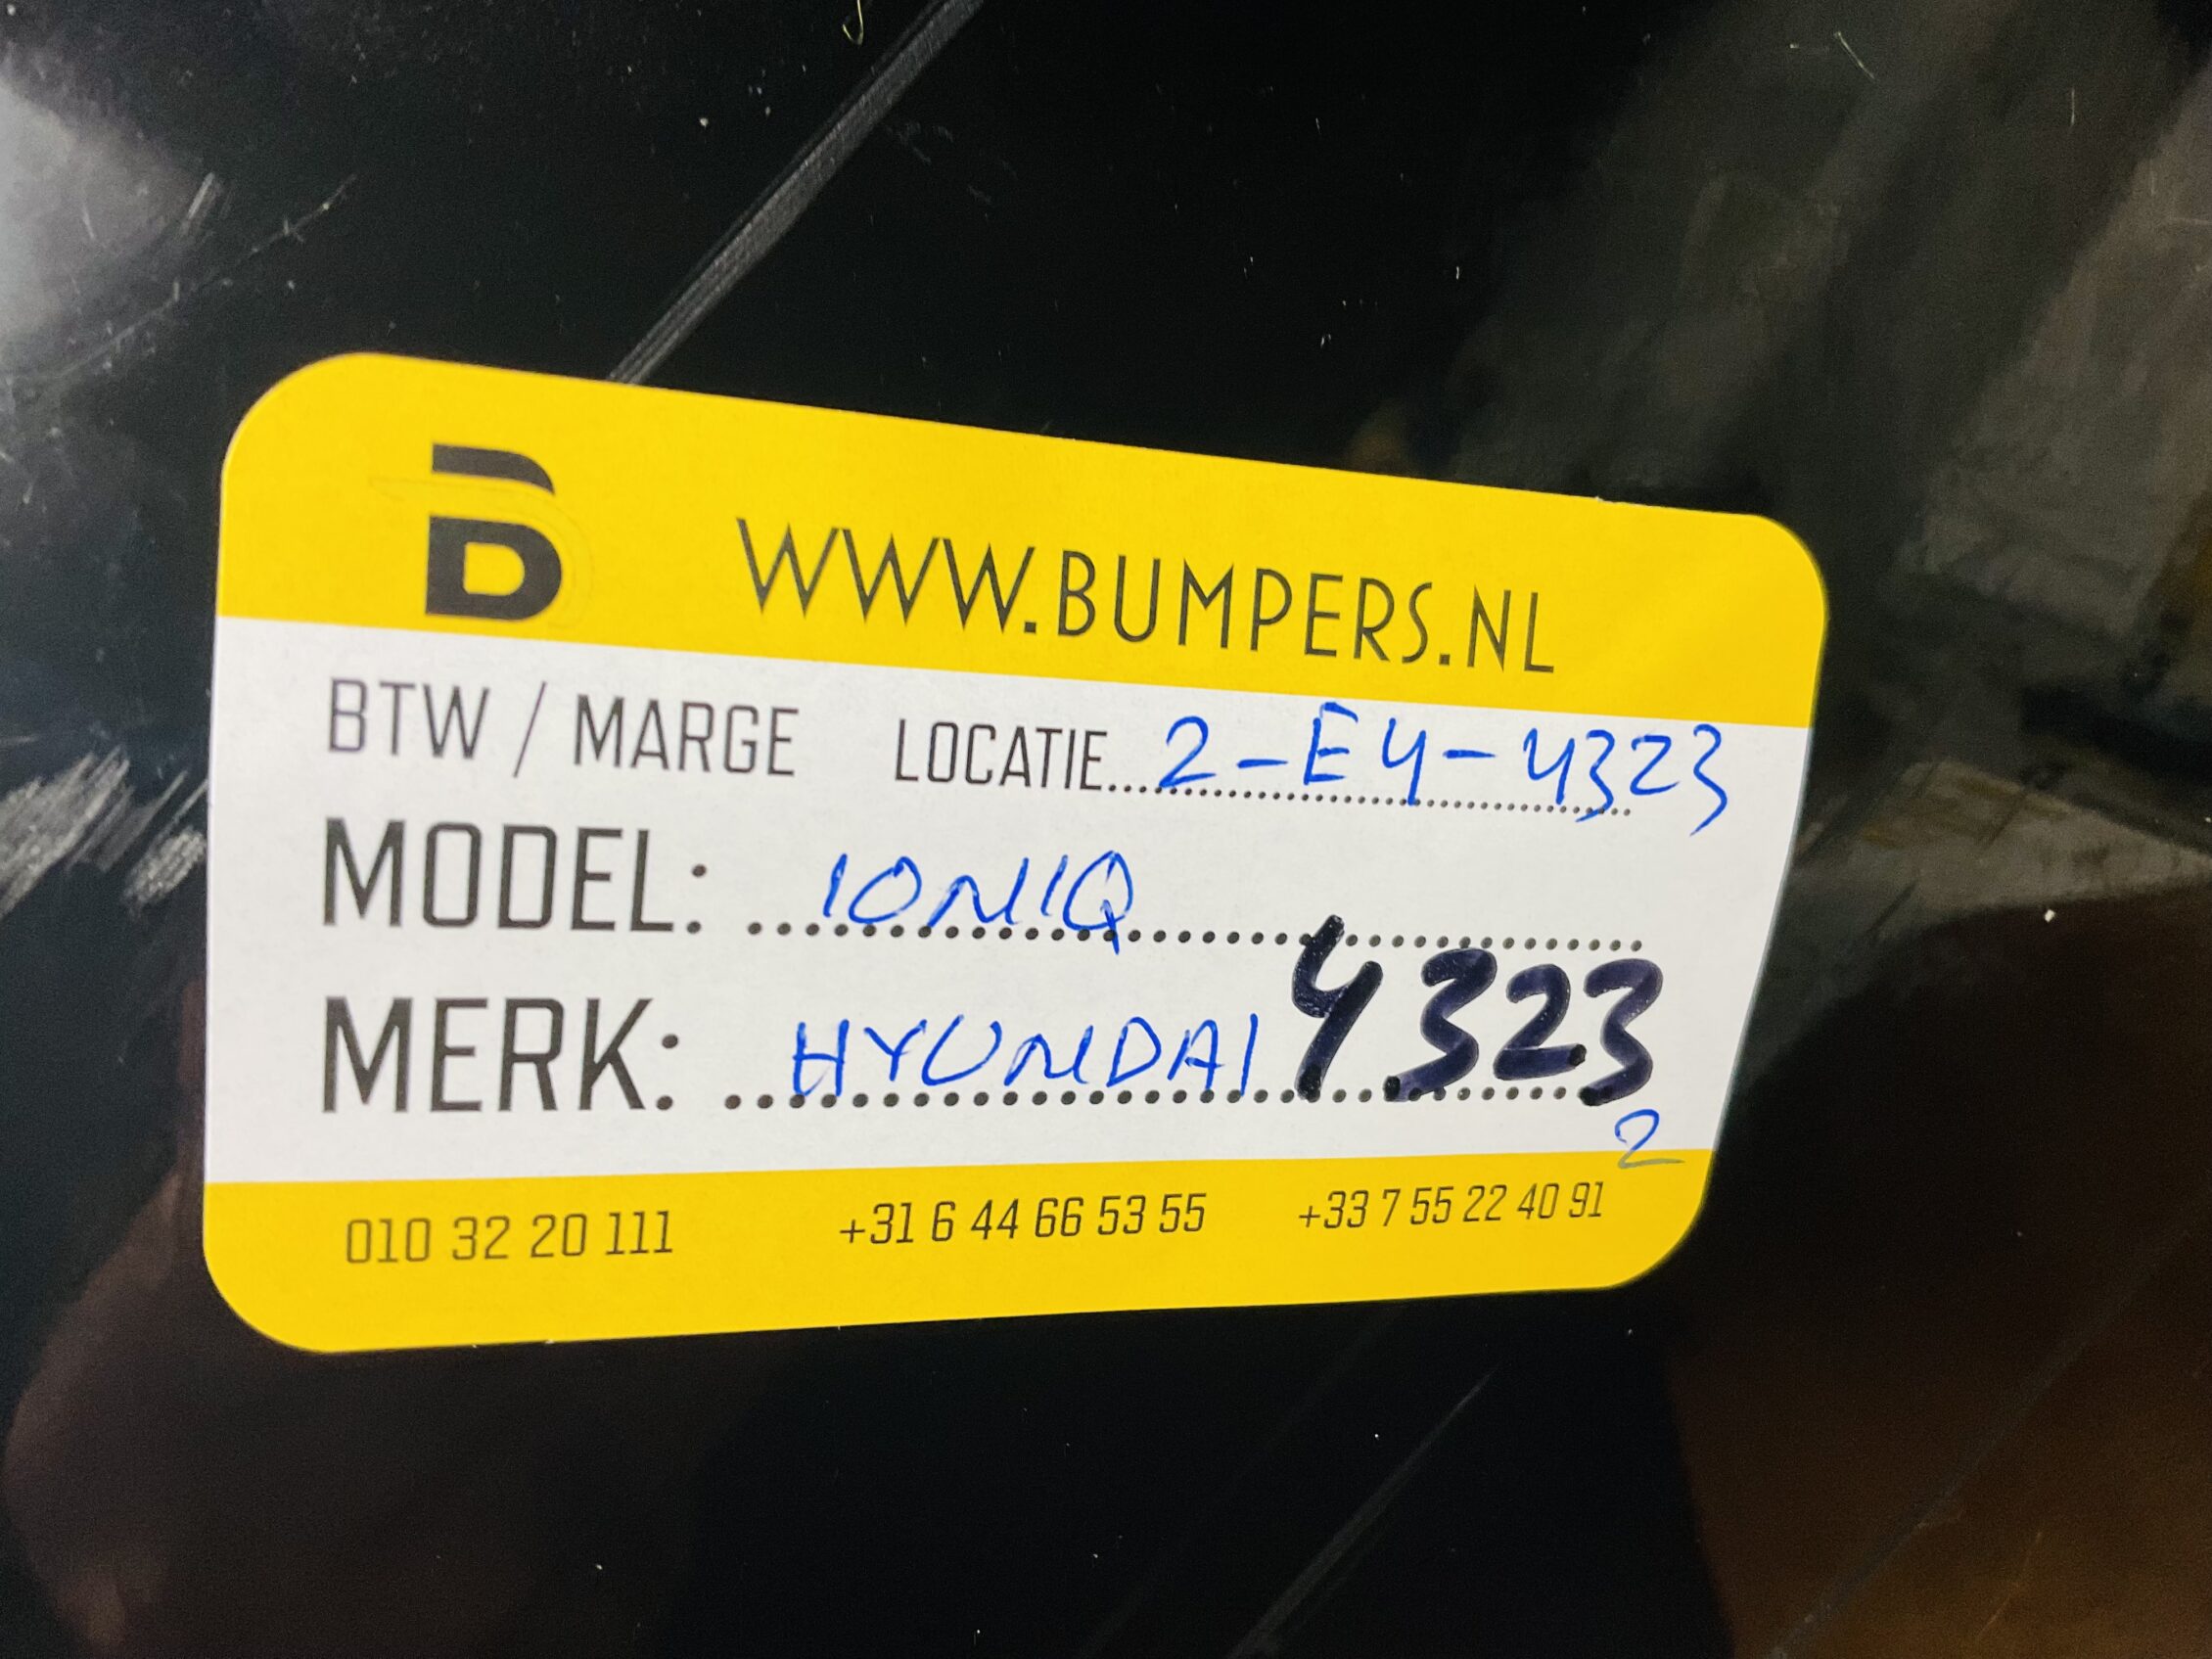 B WWW.BUMPERS.NL
BTW / MARGE LOCATIE...2-E4-4323
MODEL: ...IONIQ
MERK: ...HYUNDAI 4323
2
010 32 20 111 +31 6 44 66 53 55 +33 7 55 22 40 91